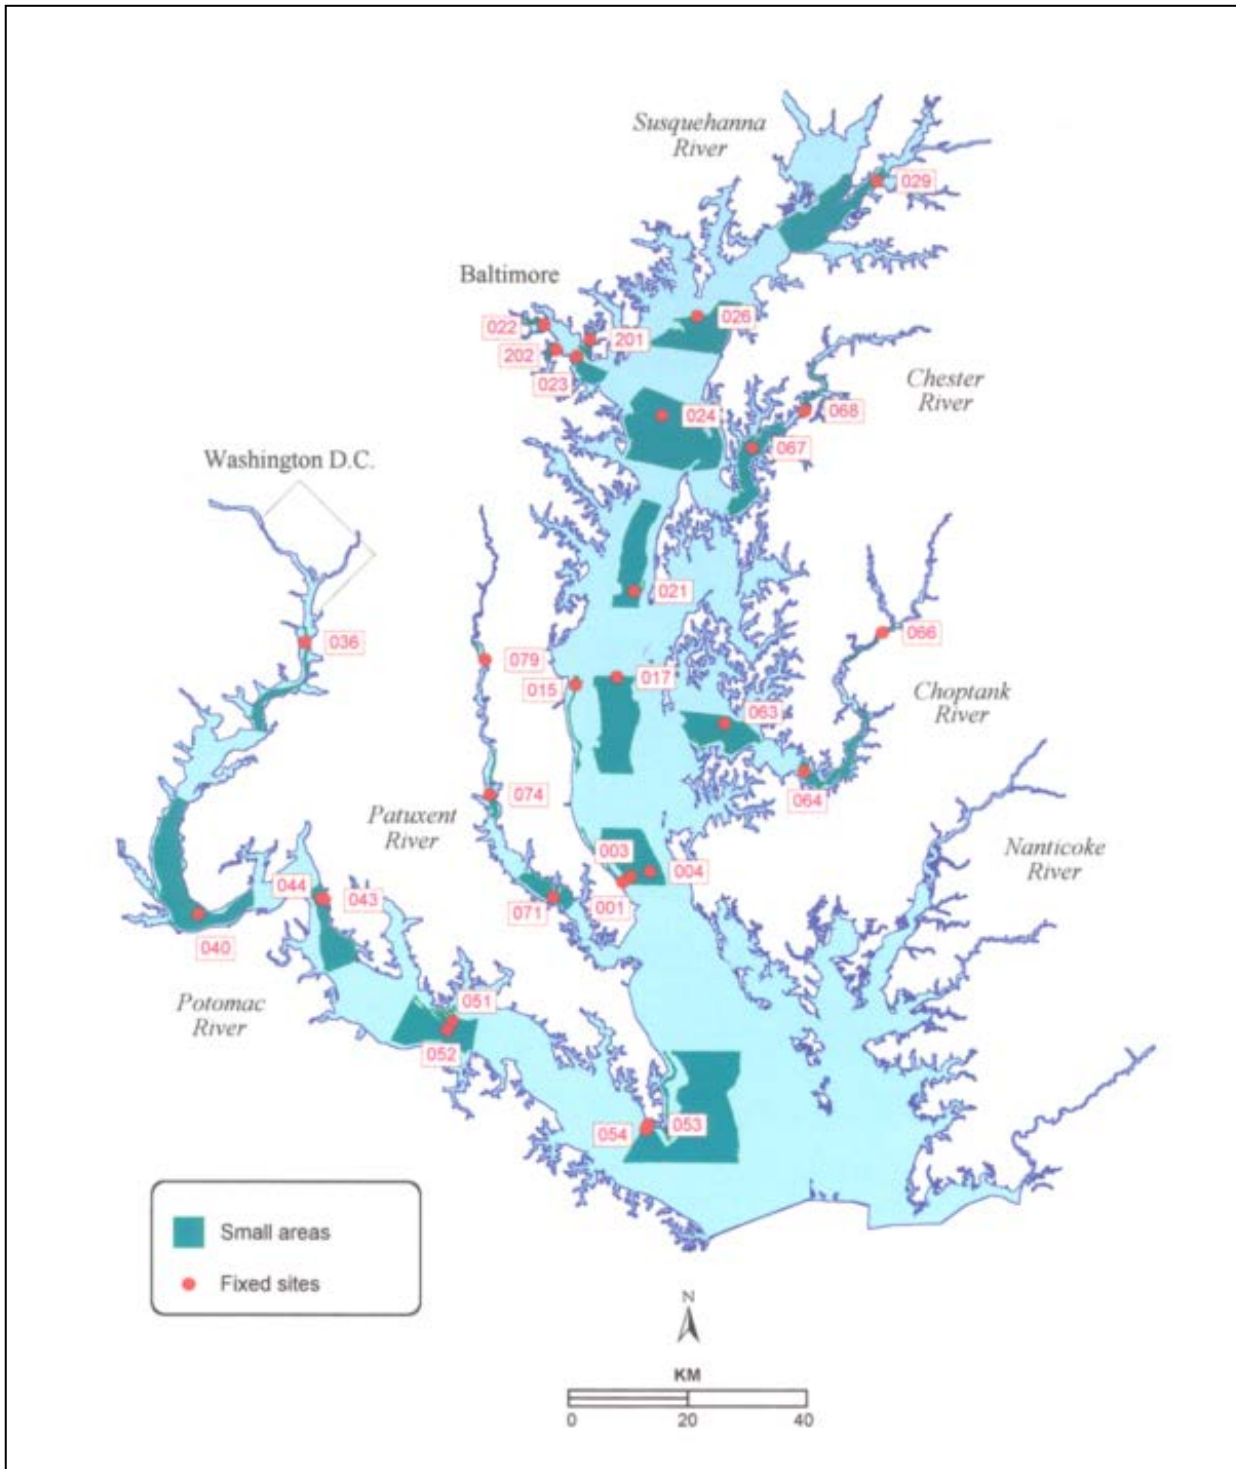 Susquehanna
River
029
Baltimore
026
022
201
202
023
Chester
River
068
024
067
Washington D.C.
021
066
036
079
017
015
Choptank
River
063
064
074
Patuxent
River
Nanticoke
River
003
004
044
043
001
071
040
Potomac
River
051
052
053
054
Small areas
Fixed sites
N
KM
0 20 40